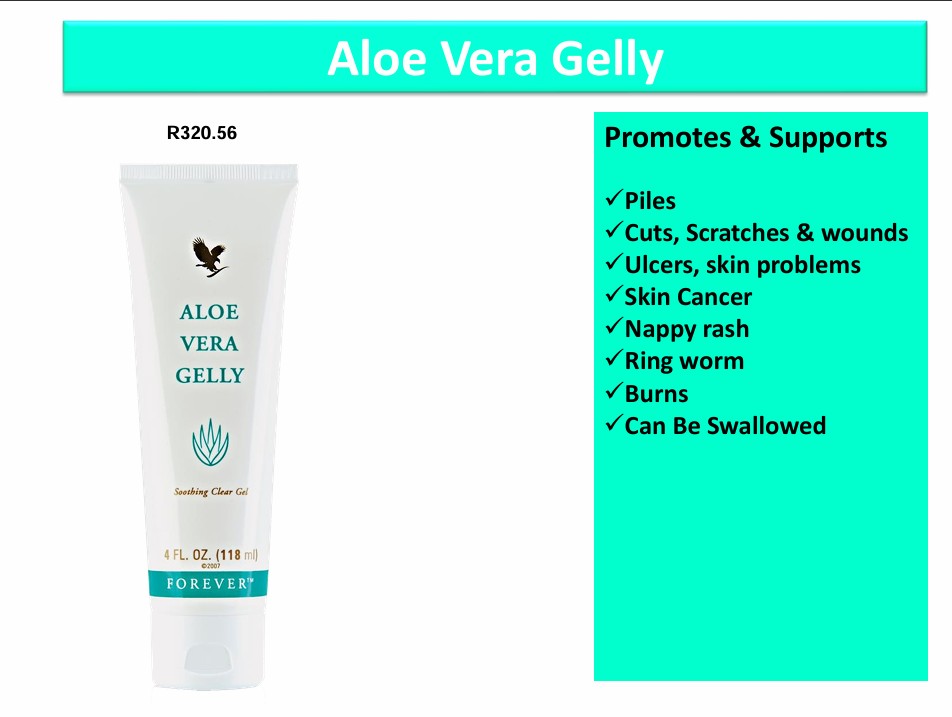 Aloe Vera Gelly
R320.56
ALOE
VERA
GELLY
Soothing Clear Gel
4 FL. OZ. (118 ml)
©2007
FOREVER™
Promotes & Supports
✓Piles
✓Cuts, Scratches & wounds
✓Ulcers, skin problems
✓Skin Cancer
✓Nappy rash
✓Ring worm
✓Burns
✓Can Be Swallowed